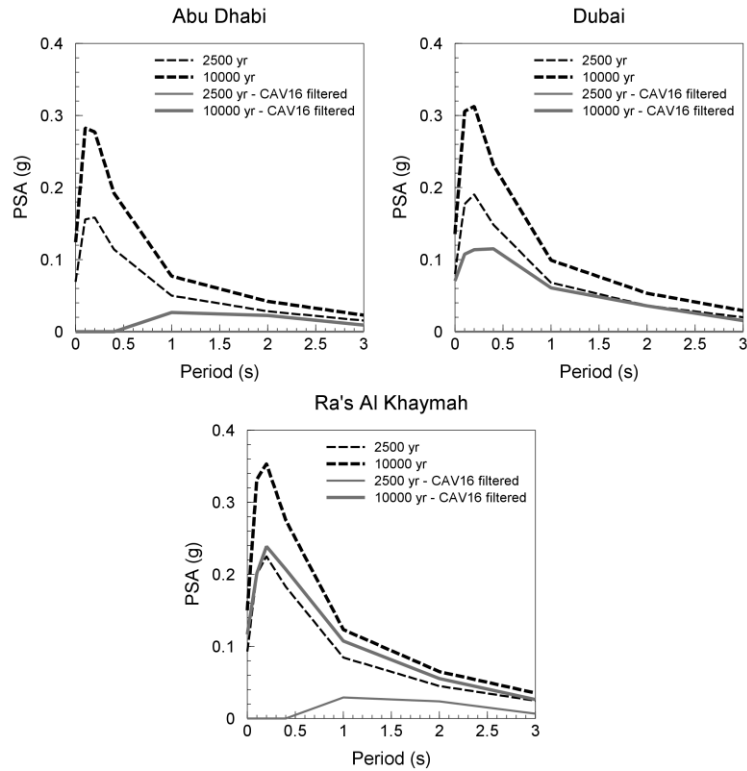 Abu Dhabi
0.4
0.3
0.2
0.1
0
PSA (g)
2500 yr
10000 yr
2500 yr - CAV16 filtered
10000 yr - CAV16 filtered
0 0.5 1 1.5 2 2.5 3
Period (s)
Dubai
0.4
0.3
0.2
0.1
0
PSA (g)
2500 yr
10000 yr
2500 yr - CAV16 filtered
10000 yr - CAV16 filtered
0 0.5 1 1.5 2 2.5 3
Period (s)
Ra's Al Khaymah
0.4
0.3
0.2
0.1
0
PSA (g)
2500 yr
10000 yr
2500 yr - CAV16 filtered
10000 yr - CAV16 filtered
0 0.5 1 1.5 2 2.5 3
Period (s)